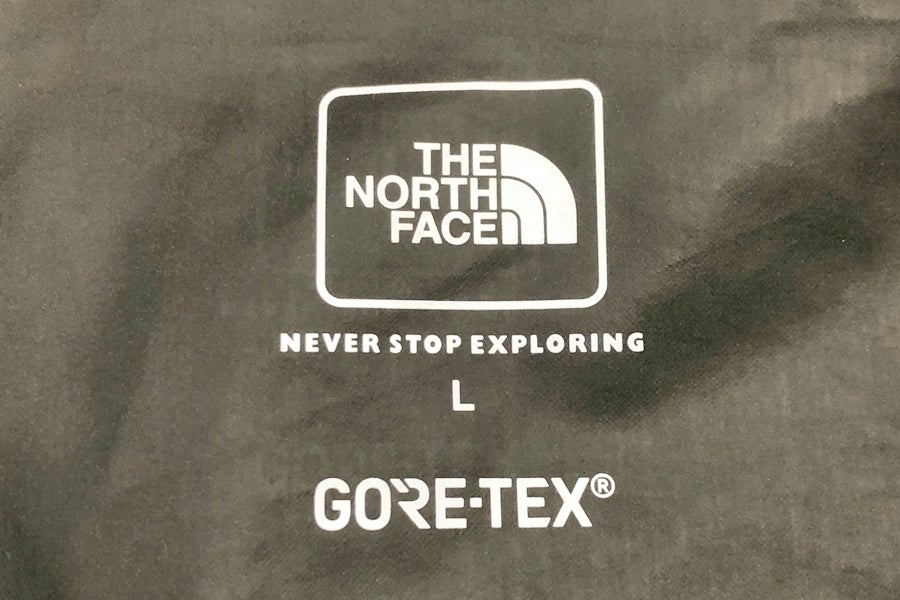 THE
NORTH
FACE
NEVER STOP EXPLORING
L
GORE-TEX®